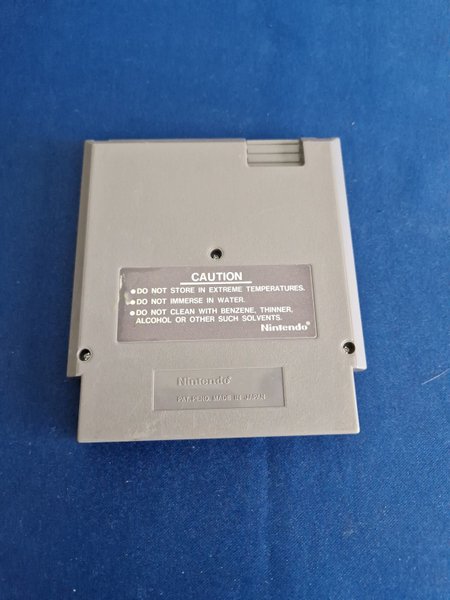 CAUTION
●DO NOT STORE IN EXTREME TEMPERATURES.
●DO NOT IMMERSE IN WATER.
●DO NOT CLEAN WITH BENZENE, THINNER,
ALCOHOL OR OTHER SUCH SOLVENTS.
Nintendo®
Nintendo®
PAT. PEND. MADE IN JAPAN